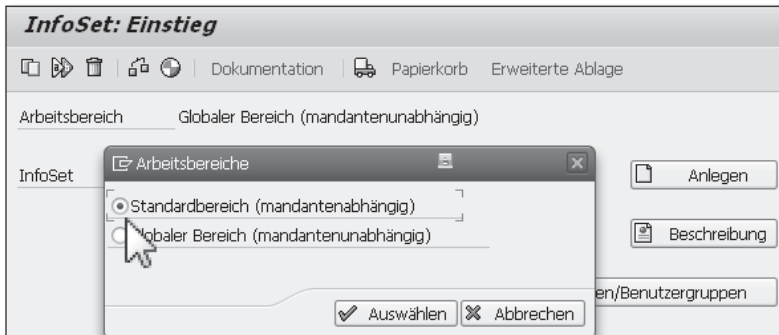 InfoSet: Einstieg
Dokumentation Papierkorb Erweiterte Ablage
Arbeitsbereich Globaler Bereich (mandantenunabhängig)
Arbeitsbereiche
InfoSet
Anlegen
Standardbereich (mandantenabhängig)
Bereich (mandantenunabhängig)
Beschreibung
en/Benutzergruppen
Auswählen Abbrechen